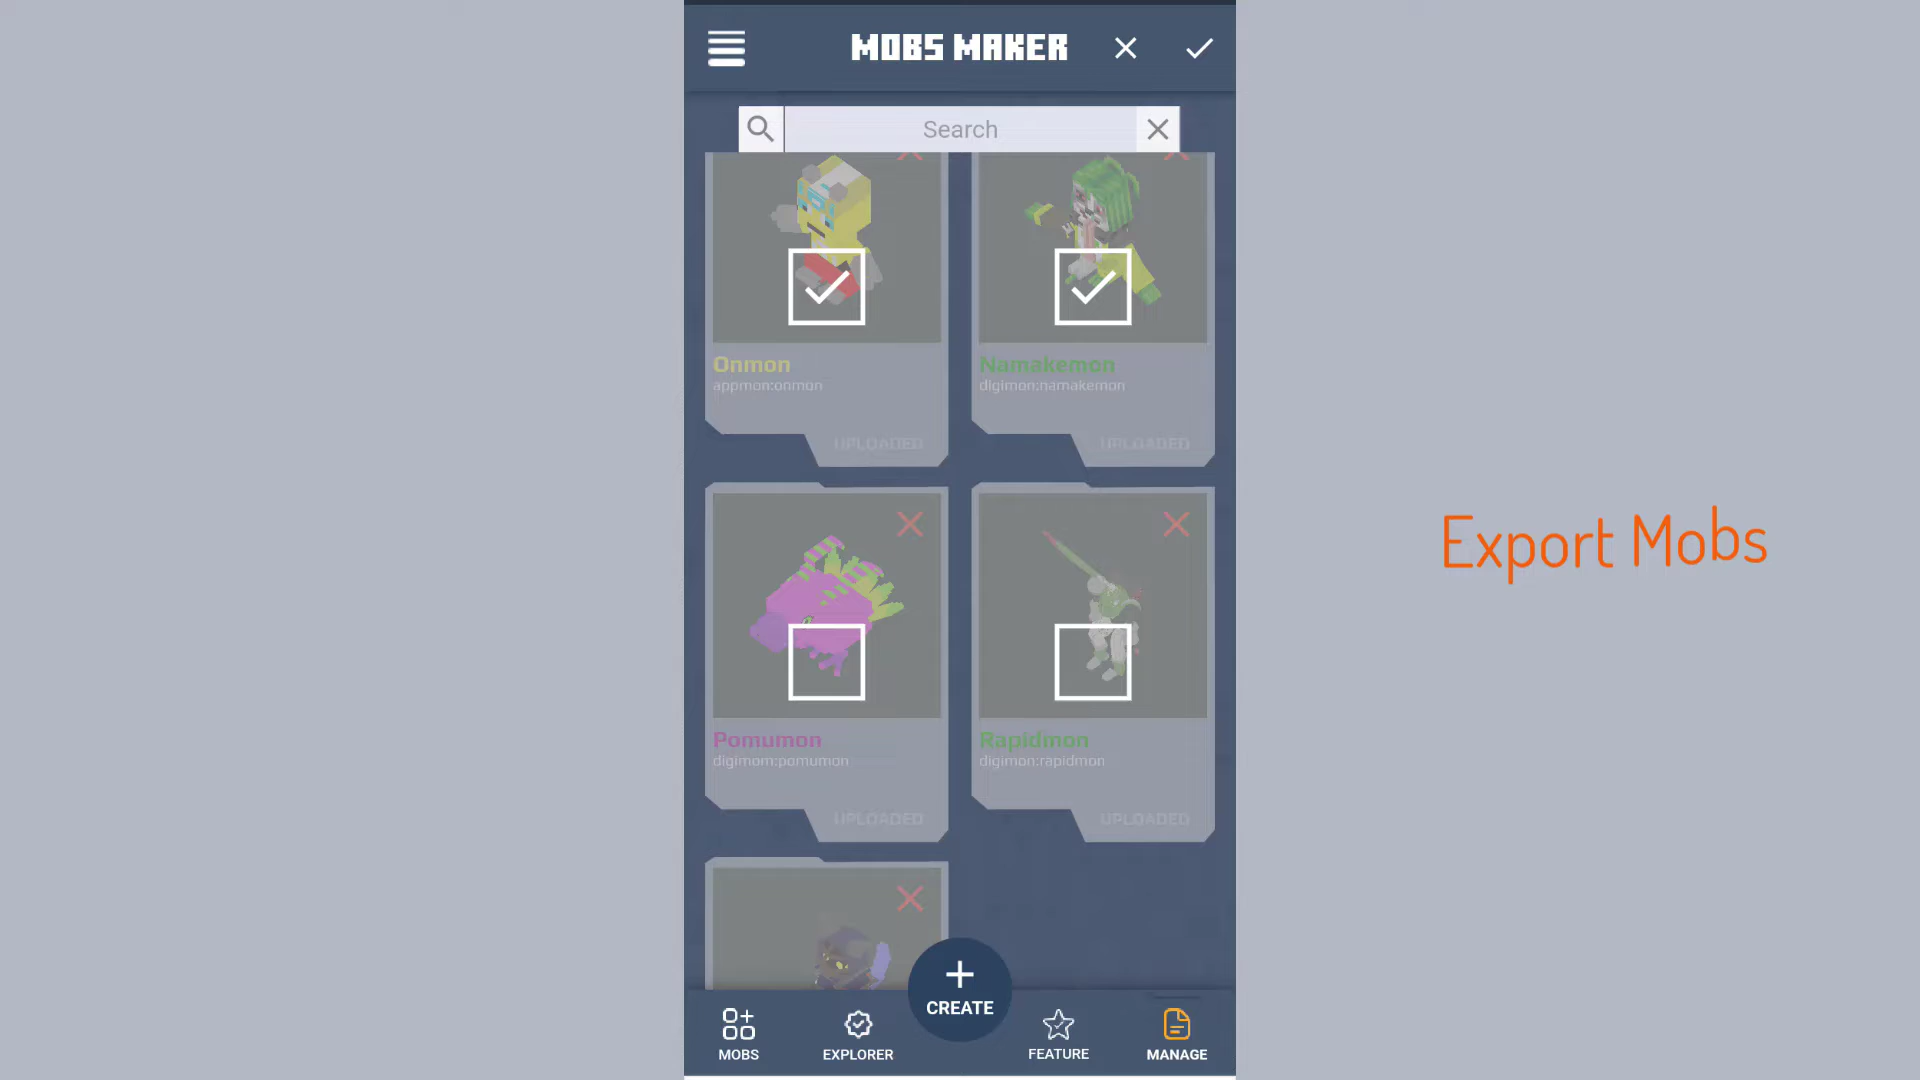 MOBS MAKER
Search
Onmon
appmon:onmon
UPLOADED
Namakemon
digimon:namakemon
UPLOADED
Pomumon
digimom:pomumon
UPLOADED
Rapidmon
digimon:rapidmon
UPLOADED
Export Mobs
MOBS
EXPLORER
CREATE
FEATURE
MANAGE